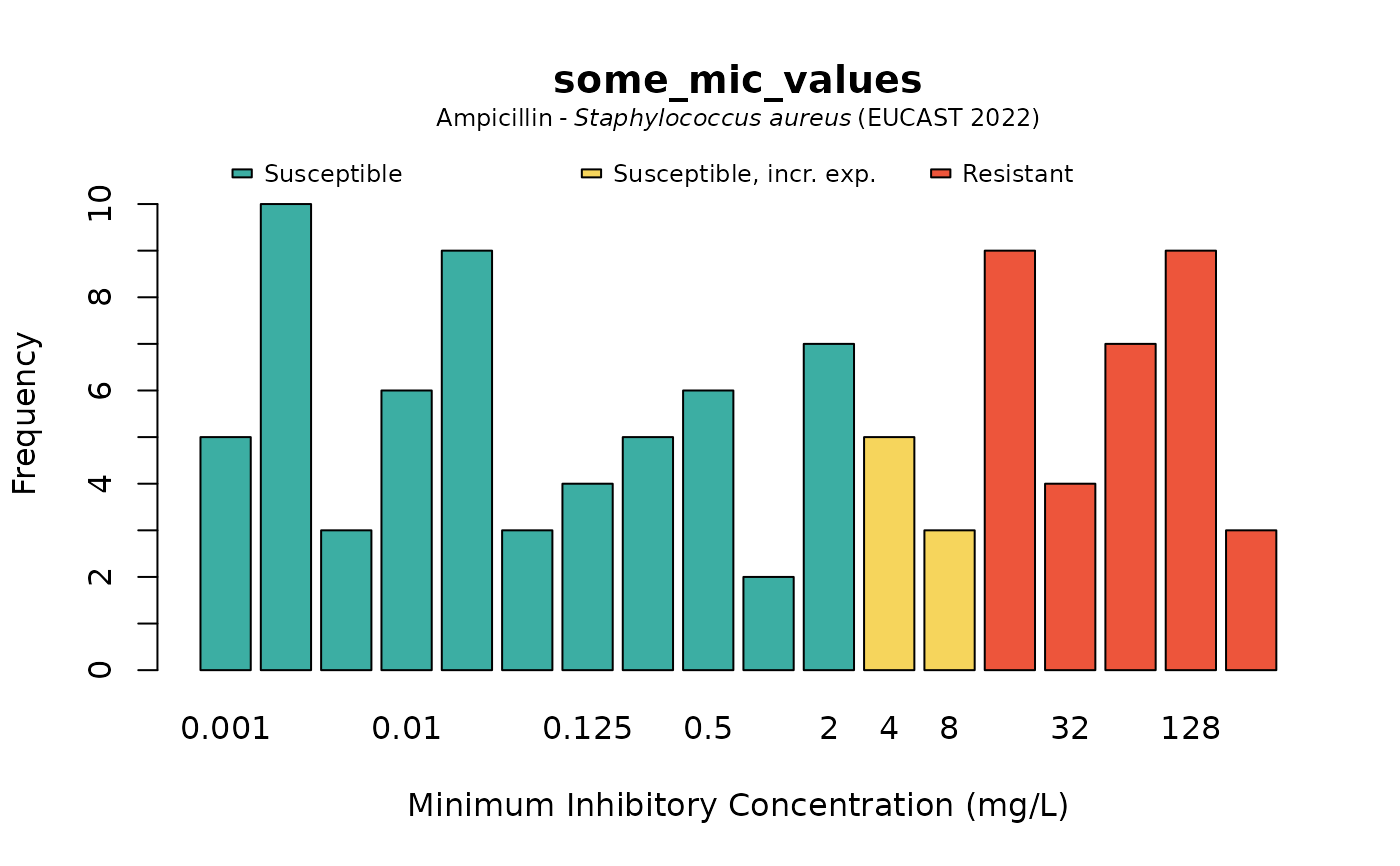 some_mic_values
Ampicillin - Staphylococcus aureus (EUCAST 2022)
Susceptible
Susceptible, incr. exp.
Resistant
Frequency
10
8
6
4
2
0
0.001
0.01
0.125
0.5
2
4
8
32
128
Minimum Inhibitory Concentration (mg/L)